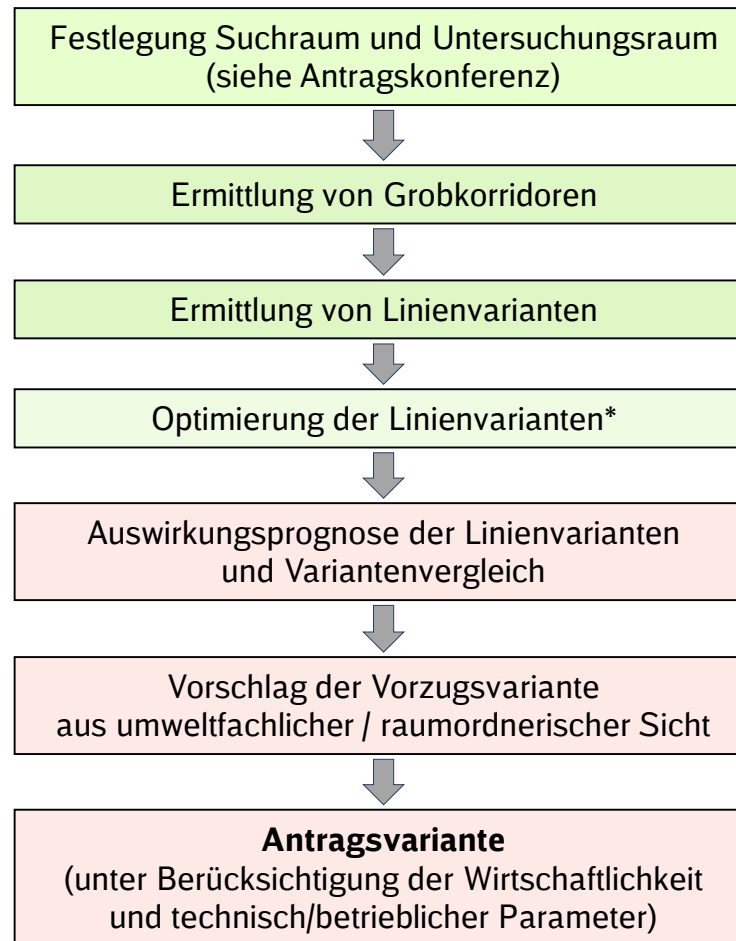 Festlegung Suchraum und Untersuchungsraum
(siehe Antragskonferenz)
Ermittlung von Grobkorridoren
Ermittlung von Linienvarianten
Optimierung der Linienvarianten*
Auswirkungsprognose der Linienvarianten
und Variantenvergleich
Vorschlag der Vorzugsvariante
aus umweltfachlicher / raumordnerischer Sicht
Antragsvariante
(unter Berücksichtigung der Wirtschaftlichkeit
und technisch/betrieblicher Parameter)